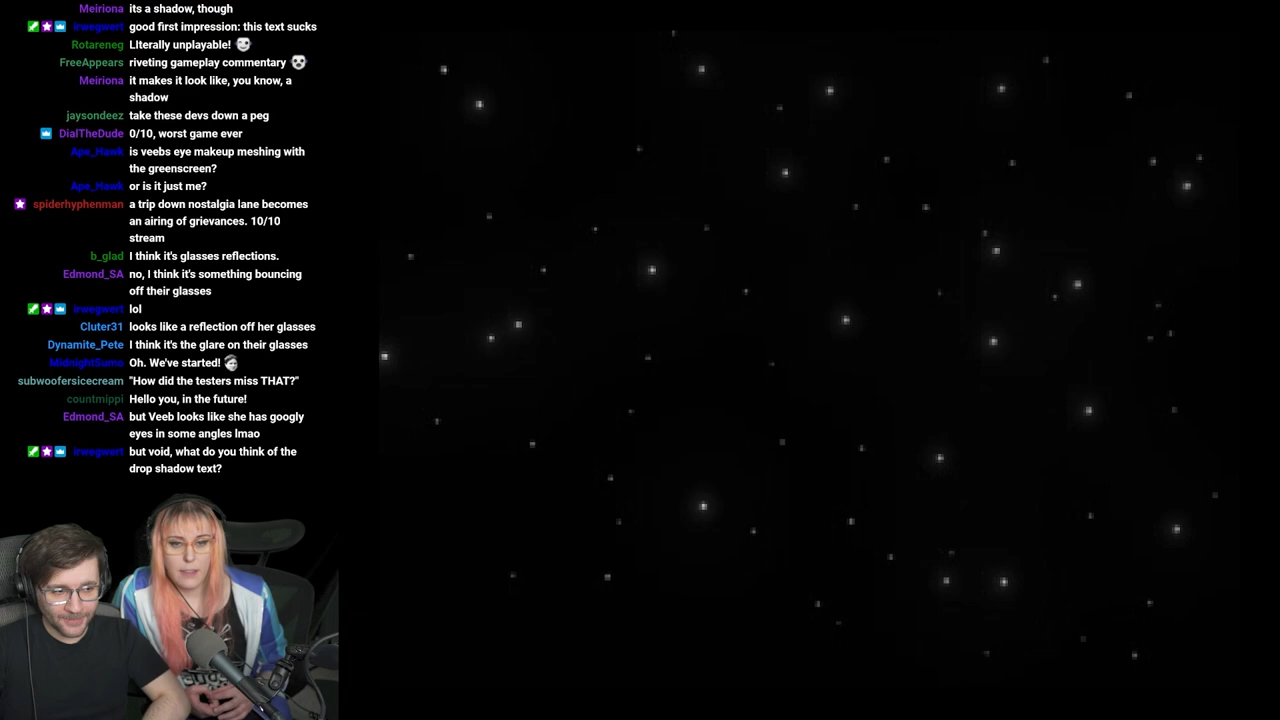 Meiriona its a shadow, though
irwegwert good first impression: this text sucks
Rotareneg LIterally unplayable!
FreeAppears riveting gameplay commentary
Meiriona it makes it look like, you know, a
shadow
jaysondeez take these devs down a peg
DialTheDude 0/10, worst game ever
Ape_Hawk is veebs eye makeup meshing with
the greenscreen?
Ape_Hawk or is it just me?
spiderhyphenman a trip down nostalgia lane becomes
an airing of grievances. 10/10
stream
b_glad I think it's glasses reflections.
Edmond_SA no, I think it's something bouncing
off their glasses
irwegwert lol
Cluter31 looks like a reflection off her glasses
Dynamite_Pete I think it's the glare on their glasses
MidnightSumo Oh. We've started!
subwoofersicecream "How did the testers miss THAT?"
countmippi Hello you, in the future!
Edmond_SA but Veeb looks like she has googly
eyes in some angles lmao
irwegwert but void, what do you think of the
drop shadow text?